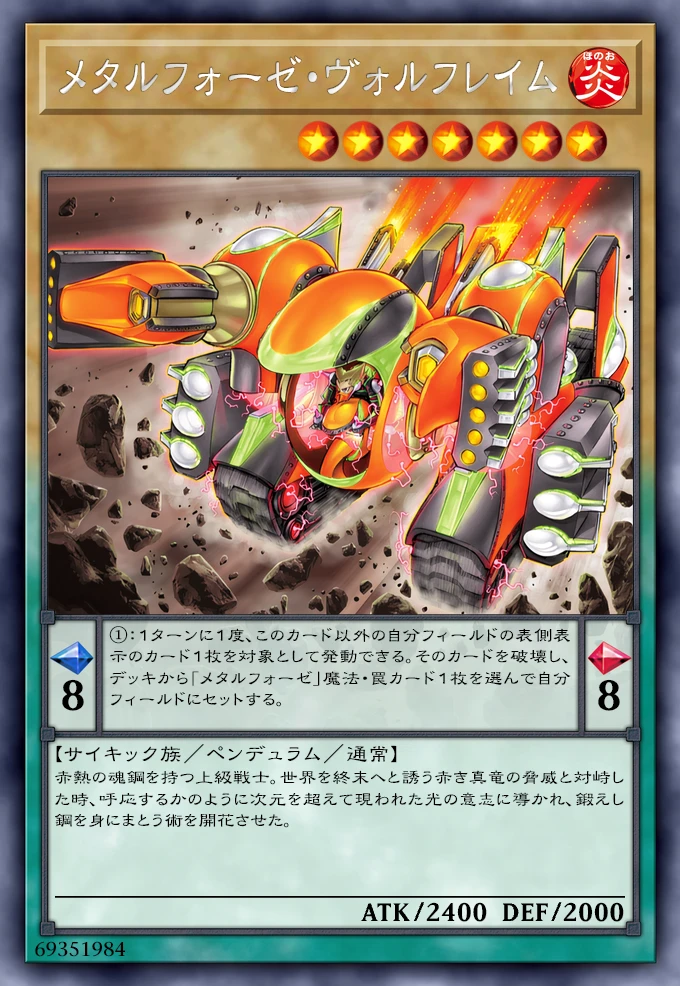 メタルフォーゼ・ヴォルフレイム
ほのお
炎
①:1ターンに1度、このカード以外の自分フィールドの表側表
示のカード1枚を対象として発動できる。そのカードを破壊し、
デッキから「メタルフォーゼ」魔法・罠カード1枚を選んで自分
フィールドにセットする。
8
8
【サイキック族／ペンデュラム／通常】
赤熱の魂鋼を持つ上級戦士。世界を終末へと誘う赤き真竜の脅威と対峙し
た時、呼応するかのように次元を超えて現われた光の意志に導かれ、鍛えし
鋼を身にまとう術を開花させた。
ATK/2400 DEF/2000
69351984